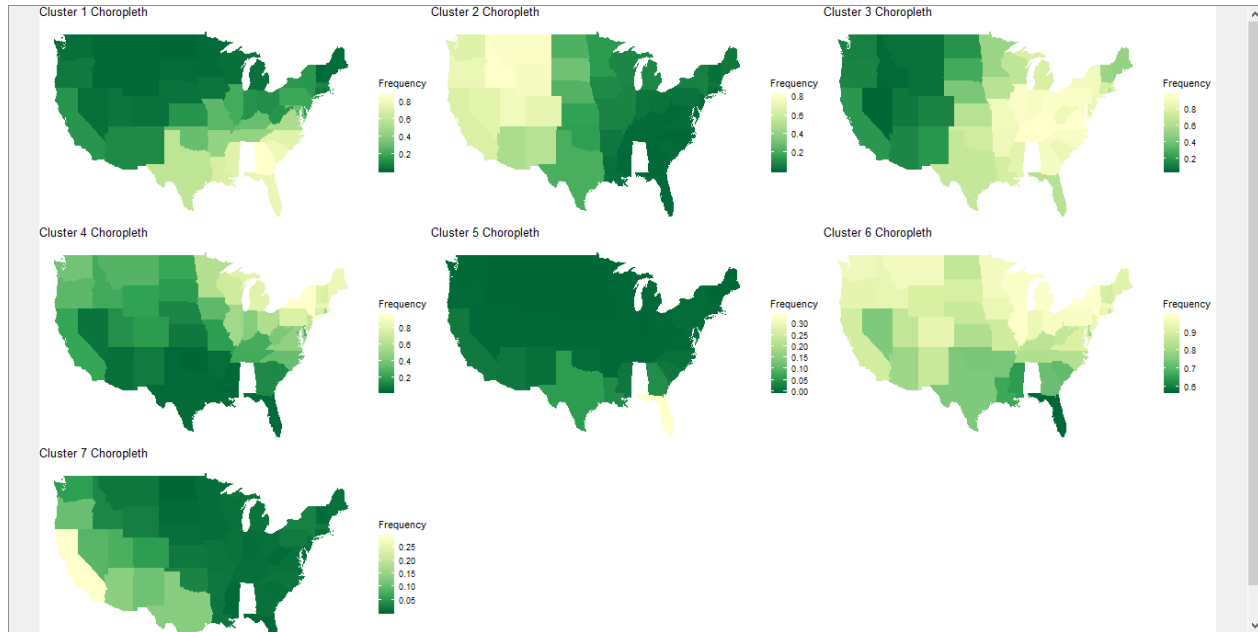 Cluster 1 Choropleth
Frequency
0.8
0.6
0.4
0.2
Cluster 2 Choropleth
Frequency
0.8
0.6
0.4
0.2
Cluster 3 Choropleth
Frequency
0.8
0.6
0.4
0.2
Cluster 4 Choropleth
Frequency
0.8
0.6
0.4
0.2
Cluster 5 Choropleth
Frequency
0.30
0.25
0.20
0.15
0.10
0.05
0.00
Cluster 6 Choropleth
Frequency
0.9
0.8
0.7
0.6
Cluster 7 Choropleth
Frequency
0.25
0.20
0.15
0.10
0.05